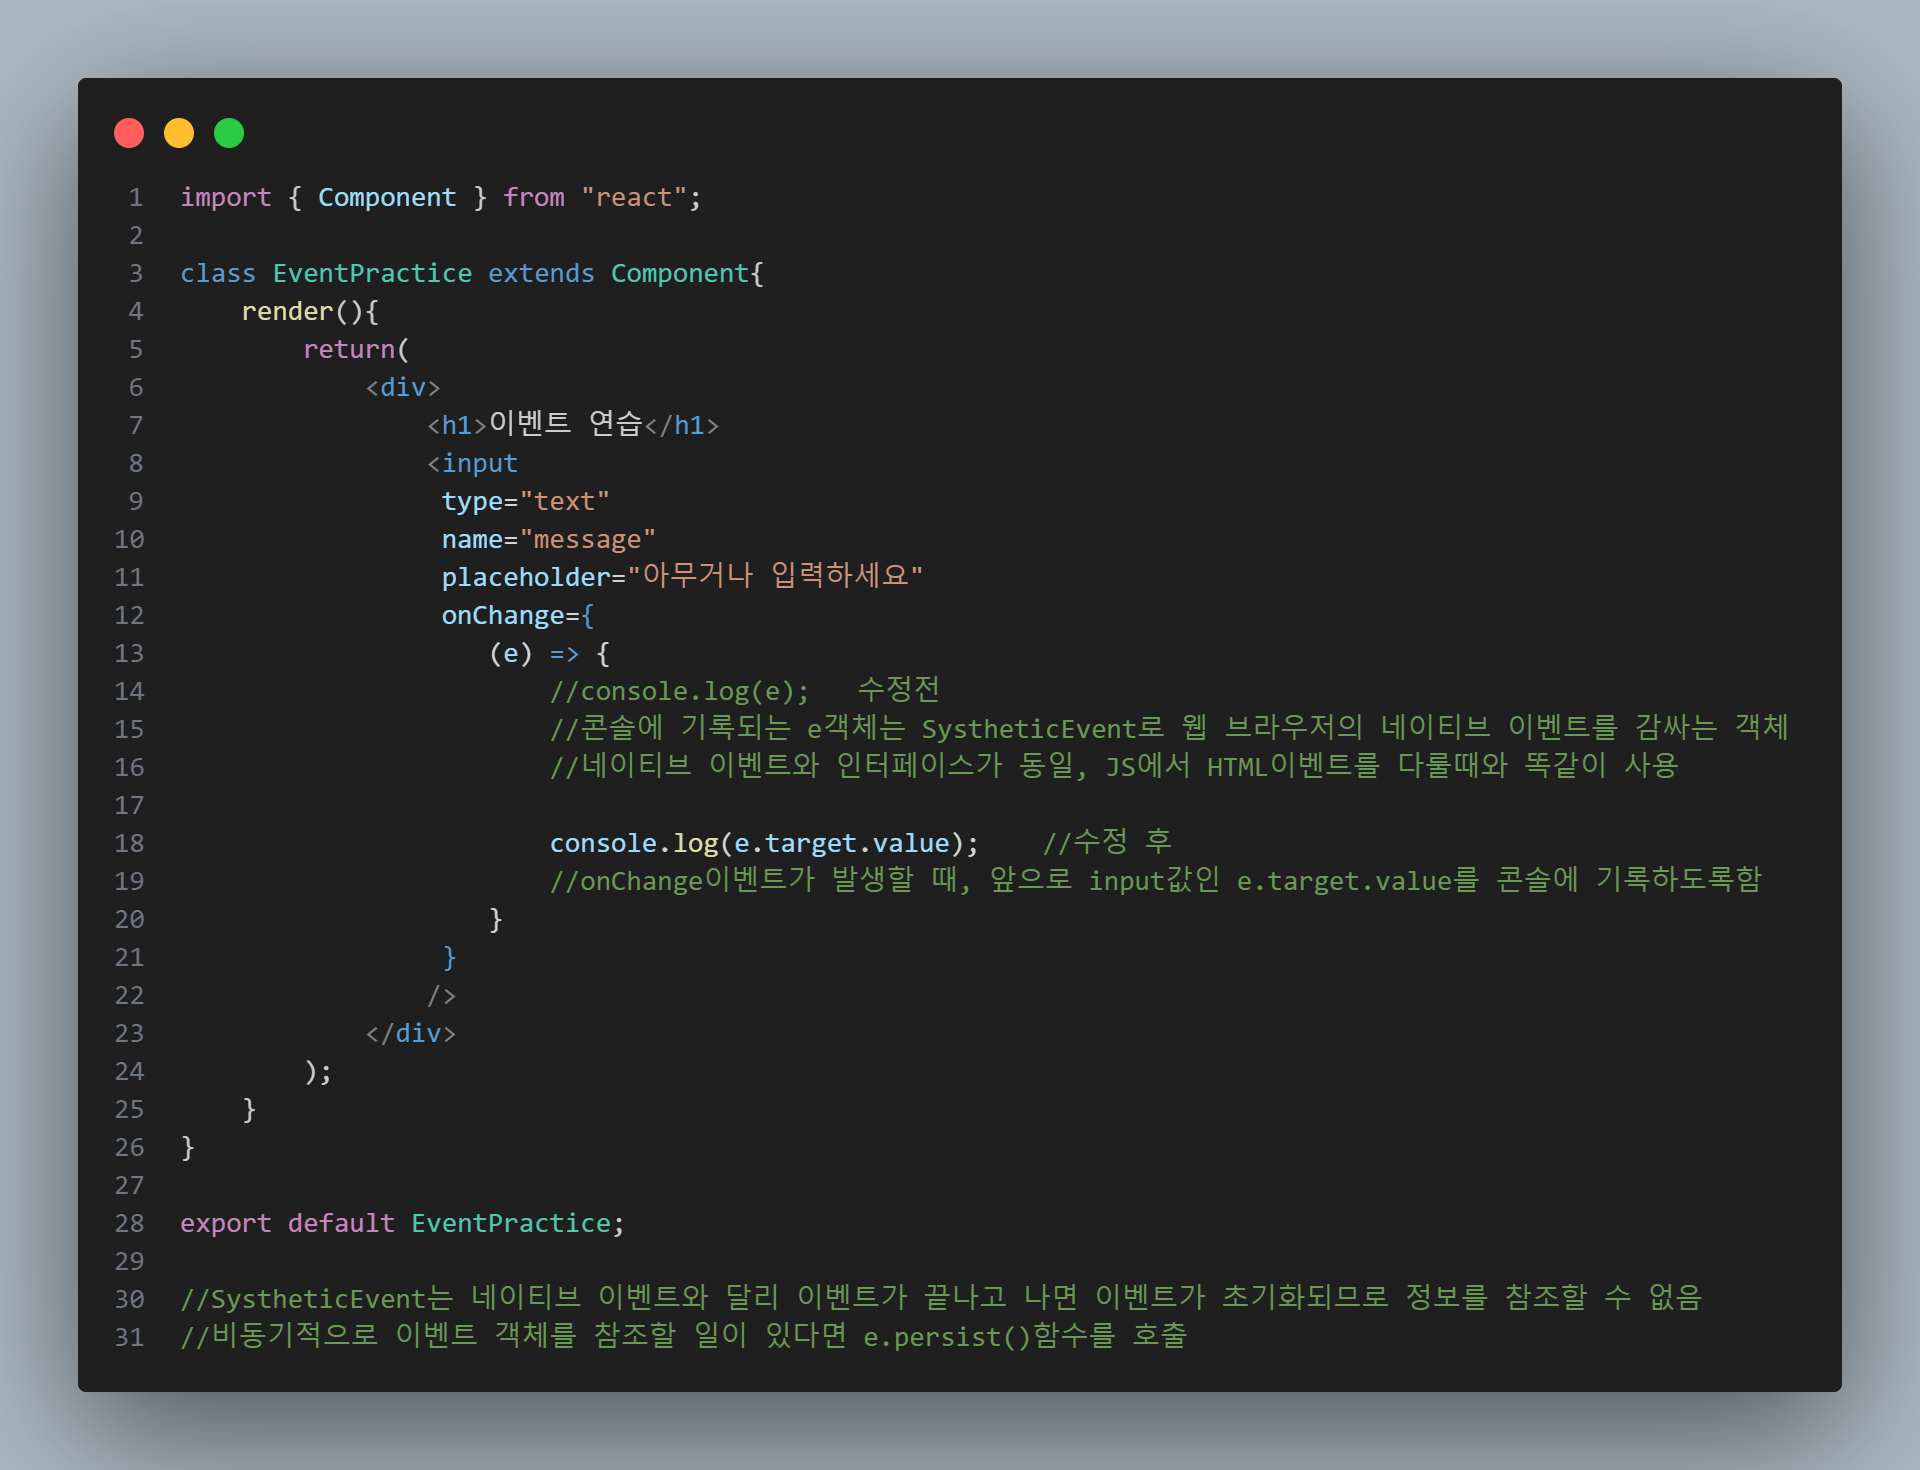 1 import { Component } from "react";
2
3 class EventPractice extends Component{
4     render(){
5         return(
6             <div>
7                 <h1>이벤트 연습</h1>
8                 <input
9                  type="text"
10                  name="message"
11                  placeholder="아무거나 입력하세요"
12                  onChange={
13                     (e) => {
14                         //console.log(e);   수정전
15                         //콘솔에 기록되는 e객체는 SystheticEvent로 웹 브라우저의 네이티브 이벤트를 감싸는 객체
16                         //네이티브 이벤트와 인터페이스가 동일, JS에서 HTML이벤트를 다룰때와 똑같이 사용
17
18                         console.log(e.target.value);    //수정 후
19                         //onChange이벤트가 발생할 때, 앞으로 input값인 e.target.value를 콘솔에 기록하도록함
20                     }
21                  }
22                 />
23             </div>
24         );
25     }
26 }
27
28 export default EventPractice;
29
30 //SystheticEvent는 네이티브 이벤트와 달리 이벤트가 끝나고 나면 이벤트가 초기화되므로 정보를 참조할 수 없음
31 //비동기적으로 이벤트 객체를 참조할 일이 있다면 e.persist()함수를 호출